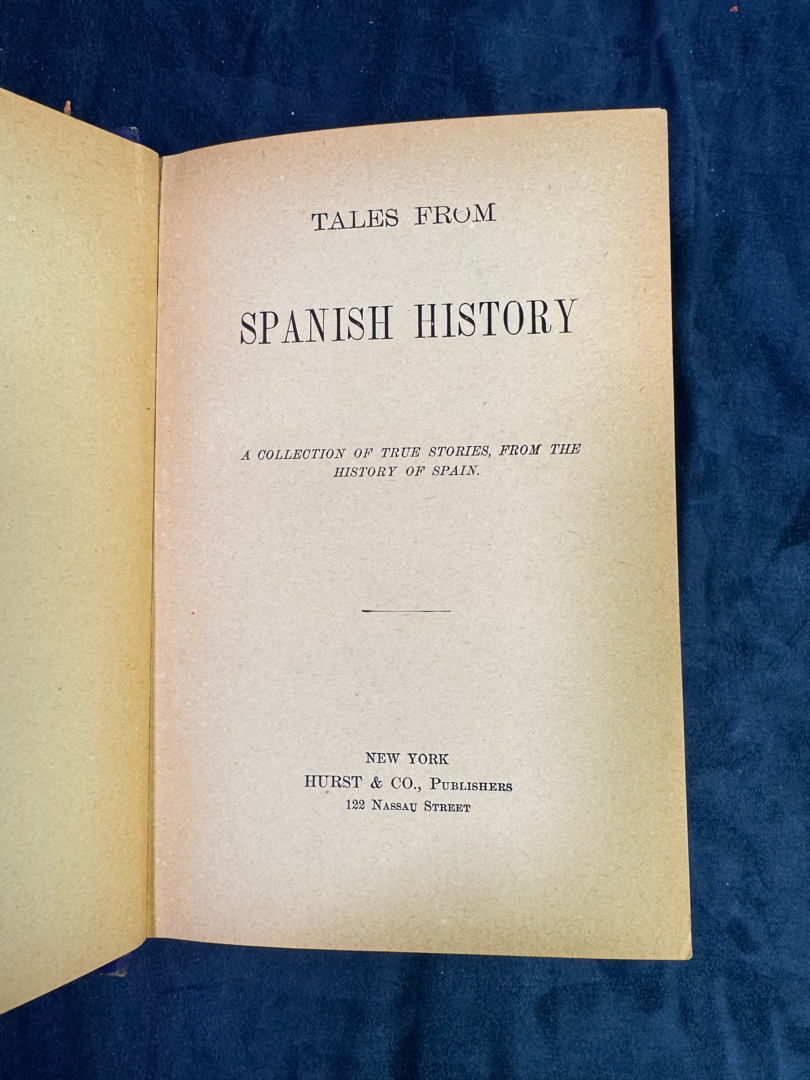 TALES FROM
SPANISH HISTORY
A COLLECTION OF TRUE STORIES, FROM THE
HISTORY OF SPAIN.
NEW YORK
HURST & CO., PUBLISHERS
122 NASSAU STREET